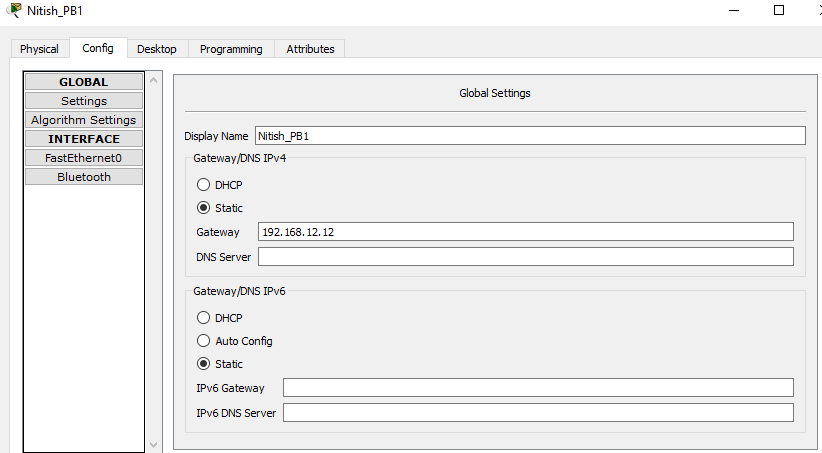 Nitish_PB1
Physical Config Desktop Programming Attributes
GLOBAL
Settings
Algorithm Settings
INTERFACE
FastEthernet0
Bluetooth
Global Settings
Display Name Nitish_PB1
Gateway/DNS IPv4
DHCP
Static
Gateway 192.168.12.12
DNS Server
Gateway/DNS IPv6
DHCP
Auto Config
Static
IPv6 Gateway
IPv6 DNS Server